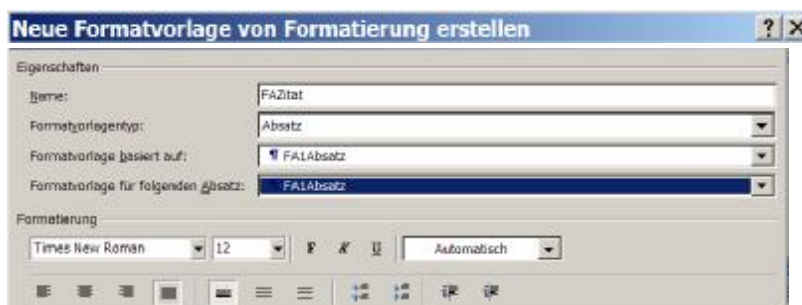 Neue Formatvorlage von Formatierung erstellen
Eigenschaften
Name: FAZitat
Formatvorlagentyp: Absatz
Formatvorlage basiert auf: ¶ FA1Absatz
Formatvorlage für folgenden Absatz: FA1Absatz
Formatierung
Times New Roman 12 F K U Automatisch